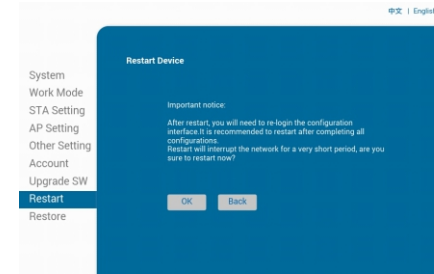 中文 | English
Restart Device
System
Work Mode
STA Setting
AP Setting
Other Setting
Account
Upgrade SW
Restart
Restore
Important notice:
After restart, you will need to re-login the configuration
interface.It is recommended to restart after completing all
configurations.
Restart will interrupt the network for a very short period, are you
sure to restart now?
OK Back